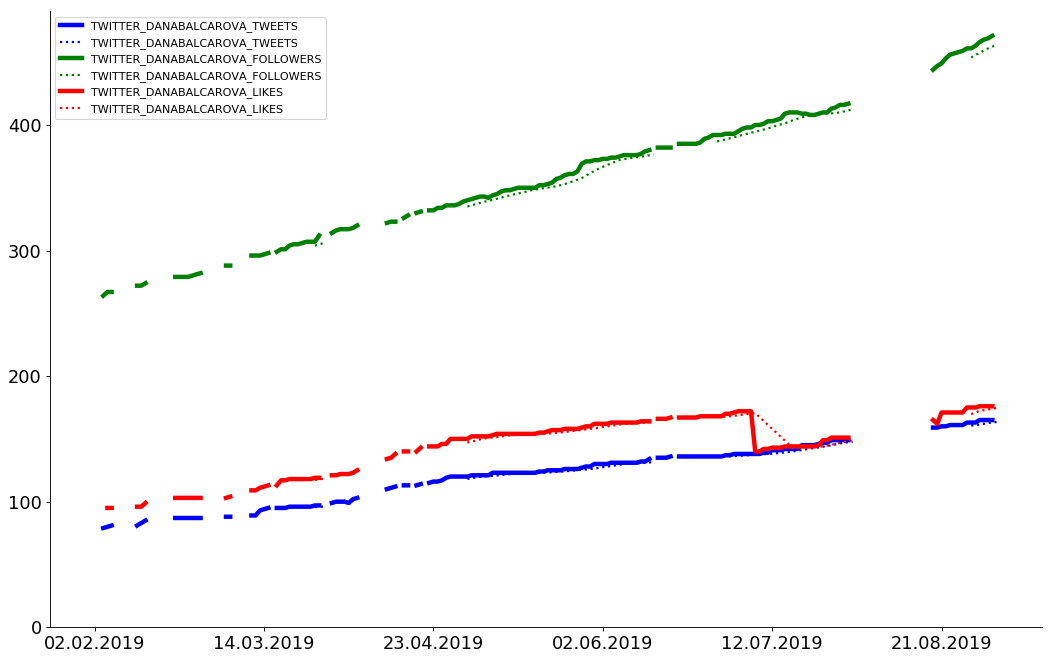 TWITTER_DANABALCAROVA_TWEETS
TWITTER_DANABALCAROVA_TWEETS
TWITTER_DANABALCAROVA_FOLLOWERS
TWITTER_DANABALCAROVA_FOLLOWERS
TWITTER_DANABALCAROVA_LIKES
TWITTER_DANABALCAROVA_LIKES
400
300
200
100
0
02.02.2019 14.03.2019 23.04.2019 02.06.2019 12.07.2019 21.08.2019